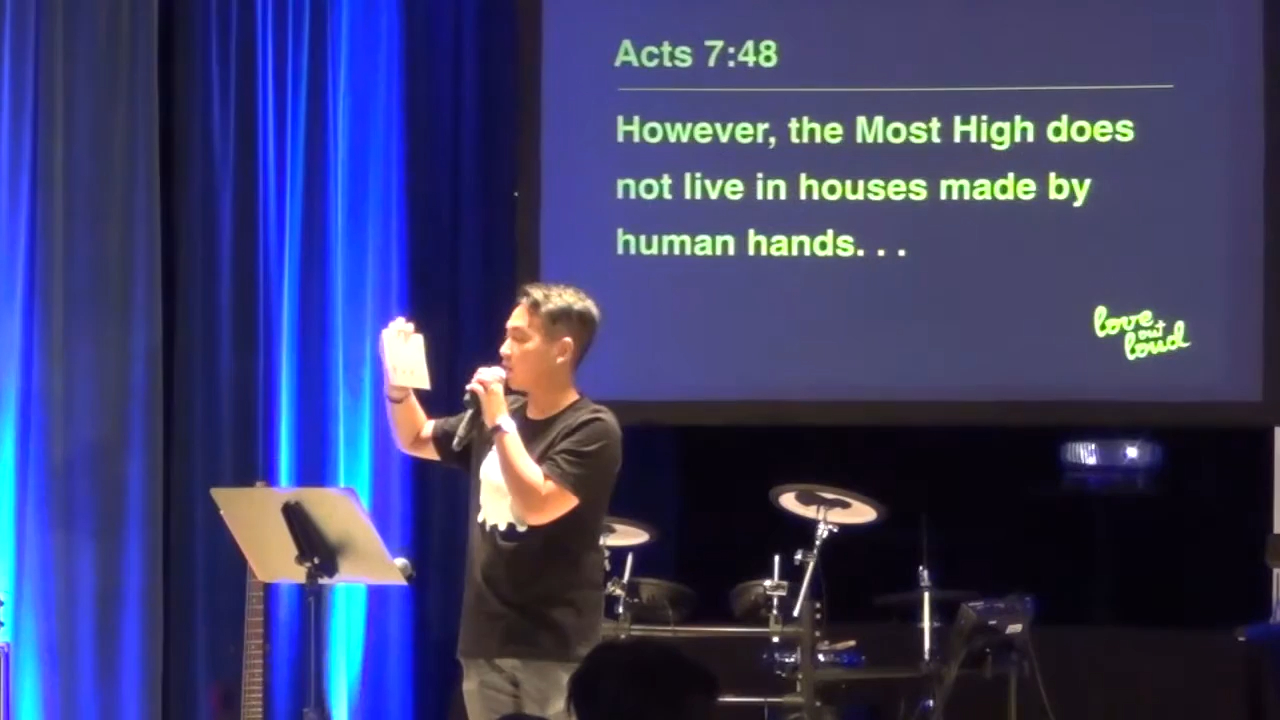 Acts 7:48
However, the Most High does
not live in houses made by
human hands. . .
love
out
loud